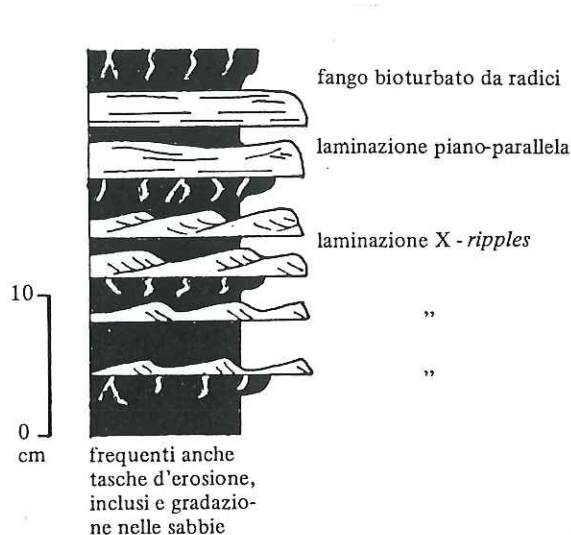 fango bioturbato da radici
laminazione piano-parallela
laminazione X - ripples
10
”
”
0
cm
frequenti anche
tasche d'erosione,
inclusi e gradazio-
ne nelle sabbie